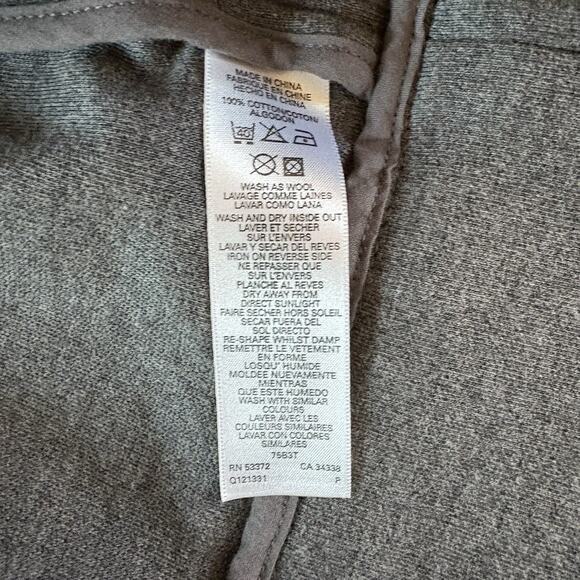 MADE IN CHINA
FABRIQUE EN CHINE
HECHO EN CHINA
100% COTTON/COTON/
ALGODON
40
WASH AS WOOL
LAVAGE COMME LAINES
LAVAR COMO LANA
WASH AND DRY INSIDE OUT
LAVER ET SECHER
SUR L'ENVERS
LAVAR Y SECAR DEL REVES
IRON ON REVERSE SIDE
NE REPASSER QUE
SUR L'ENVERS
PLANCHE AL REVES
DRY AWAY FROM
DIRECT SUNLIGHT
FAIRE SECHER HORS SOLEIL
SECAR FUERA DEL
SOL DIRECTO
RE-SHAPE WHILST DAMP
REMETTRE LE VETEMENT
EN FORME
LOSQU' HUMIDE
MOLDEE NUEVAMENTE
MIENTRAS
QUE ESTE HUMEDO
WASH WITH SIMILAR
COLOURS
LAVER AVEC LES
COULEURS SIMILAIRES
LAVAR CON COLORES
SIMILARES
75B3T
RN 53372 CA 34338
Q121331 P